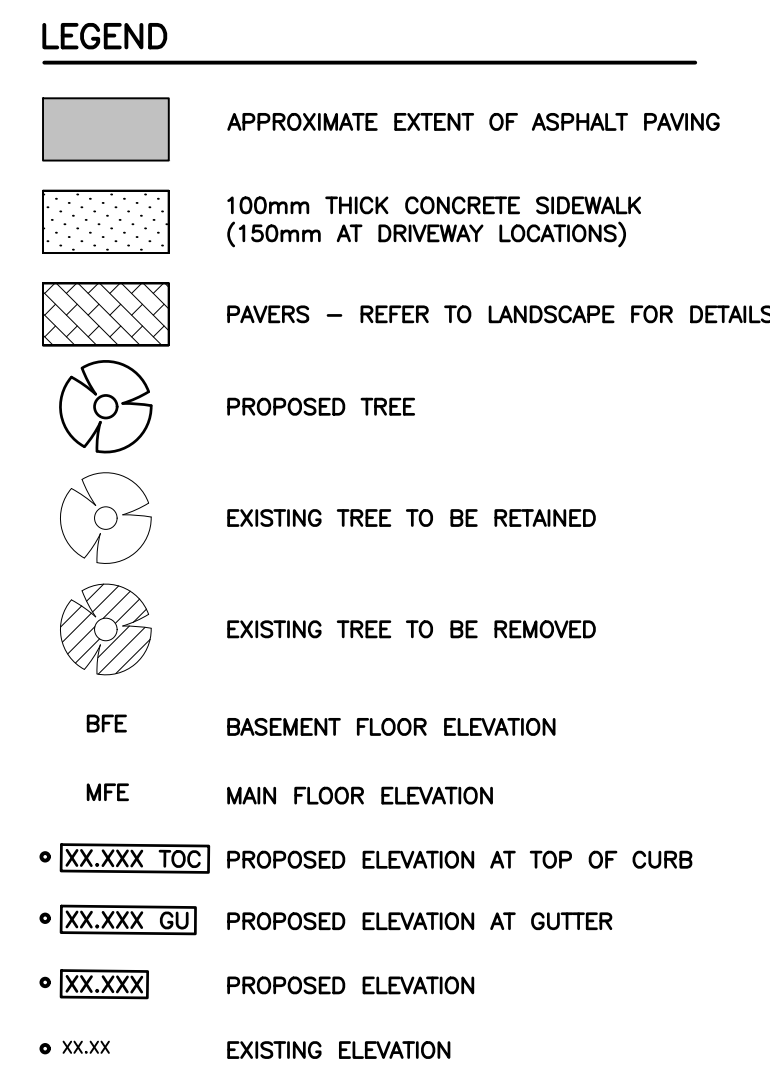 LEGEND
APPROXIMATE EXTENT OF ASPHALT PAVING
100mm THICK CONCRETE SIDEWALK
(150mm AT DRIVEWAY LOCATIONS)
PAVERS – REFER TO LANDSCAPE FOR DETAILS
PROPOSED TREE
EXISTING TREE TO BE RETAINED
EXISTING TREE TO BE REMOVED
BFE BASEMENT FLOOR ELEVATION
MFE MAIN FLOOR ELEVATION
XX.XXX TOC PROPOSED ELEVATION AT TOP OF CURB
XX.XXX GU PROPOSED ELEVATION AT GUTTER
XX.XXX PROPOSED ELEVATION
XX.XX EXISTING ELEVATION